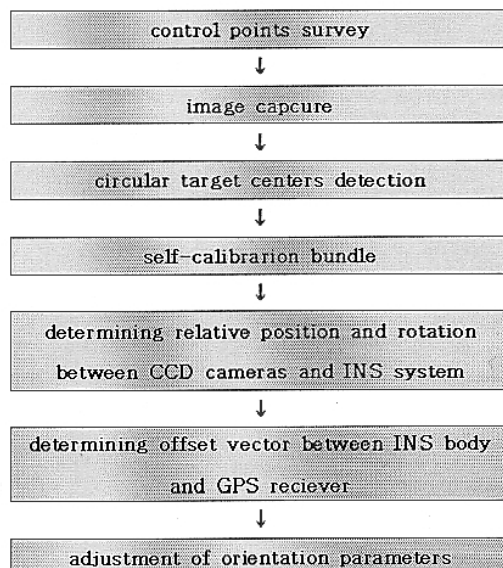 control points survey
↓
image capcure
↓
circular target centers detection
↓
self-calibrarion bundle
↓
determining relative position and rotation
between CCD cameras and INS system
↓
determining offset vector between INS body
and GPS reciever
↓
adjustment of orientation parameters